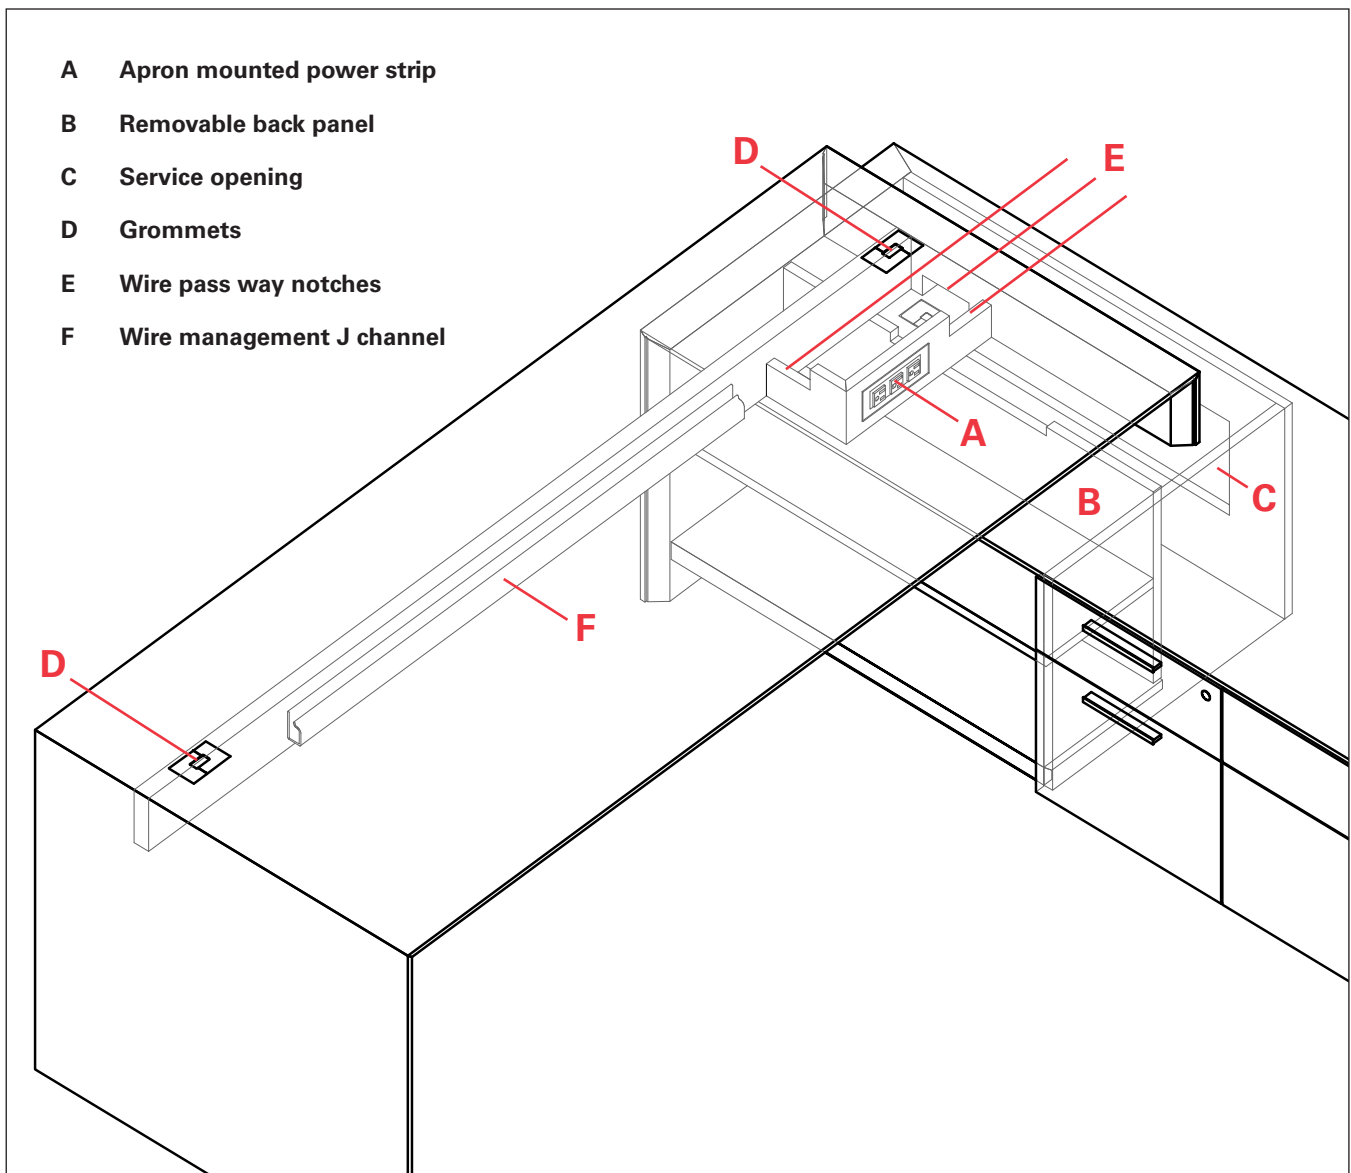 A Apron mounted power strip
B Removable back panel
C Service opening
D Grommets
E Wire pass way notches
F Wire management J channel
D
E
A
B
C
F
D